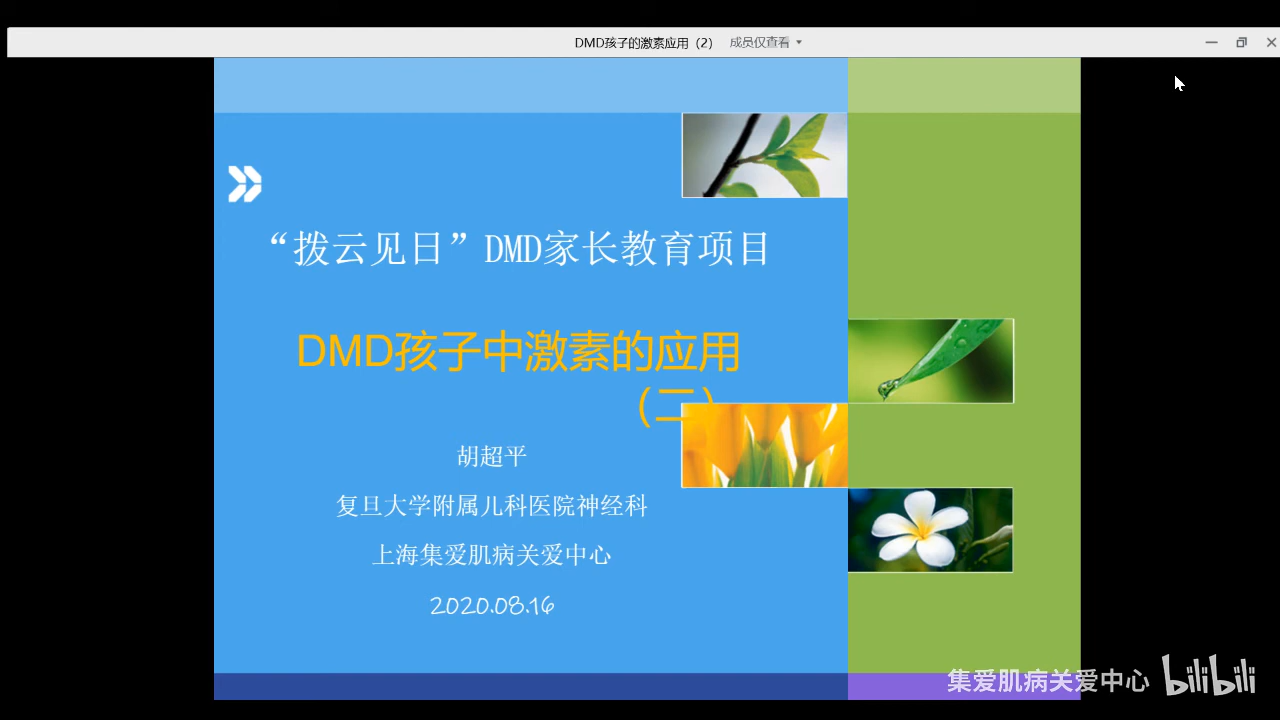 DMD孩子的激素应用（2） 成员仅查看
“拨云见日”DMD家长教育项目
DMD孩子中激素的应用
（二）
胡超平
复旦大学附属儿科医院神经科
上海集爱肌病关爱中心
2020.08.16
集爱肌病关爱中心 bilibili